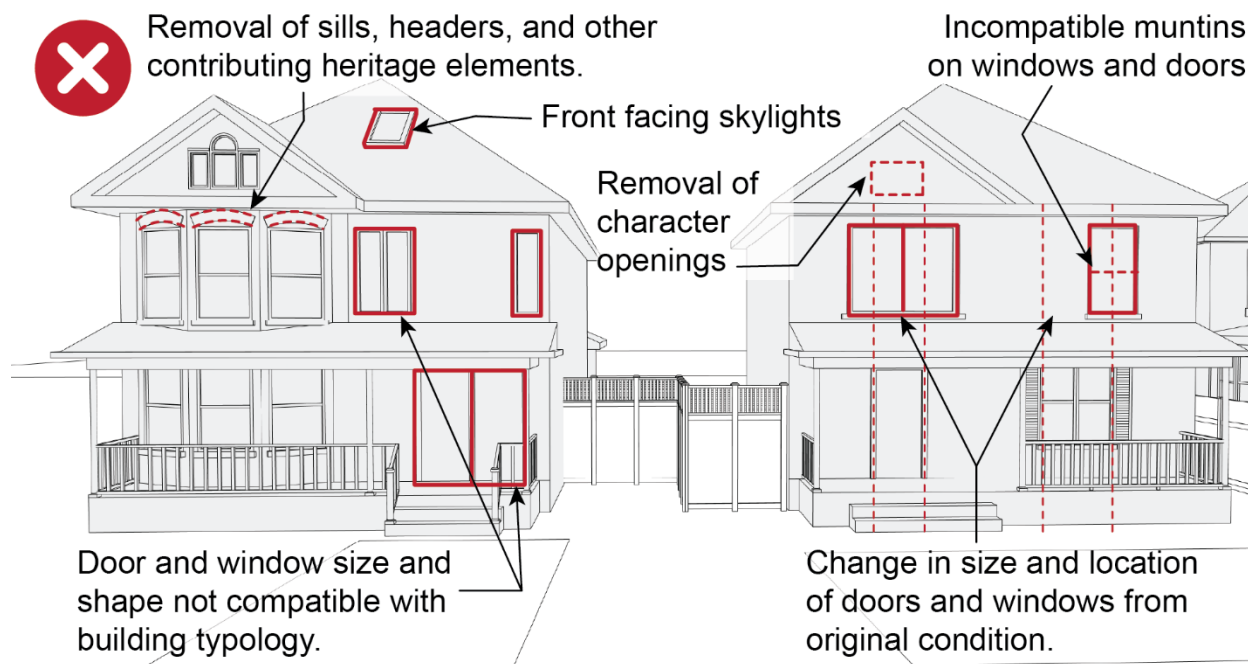 Removal of sills, headers, and other
contributing heritage elements.
Front facing skylights
Incompatible muntins
on windows and doors
Removal of
character
openings
Door and window size and
shape not compatible with
building typology.
Change in size and location
of doors and windows from
original condition.